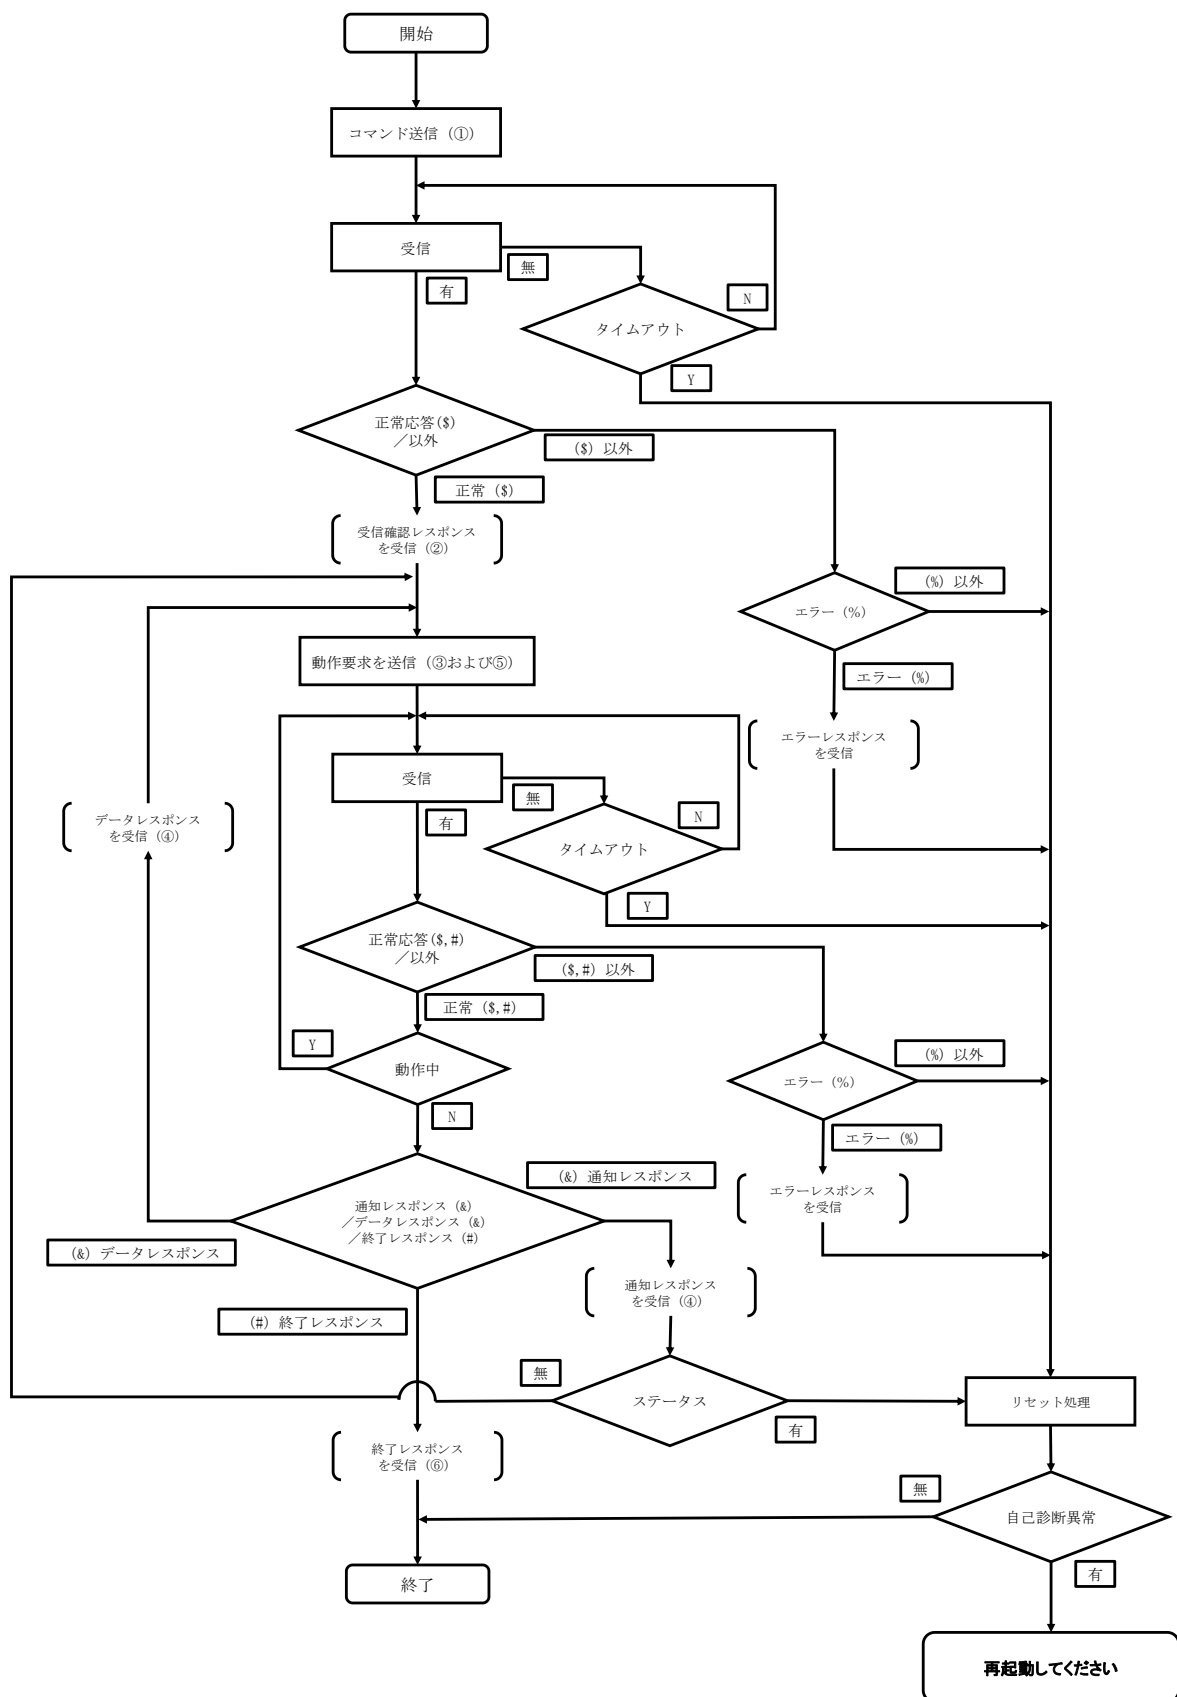 開始
コマンド送信（①）
受信
無
有
N
タイムアウト
Y
正常応答($)
／以外
($) 以外
正常（$）
受信確認レスポンス
を受信（②）
(%) 以外
エラー（%）
動作要求を送信（③および⑤）
エラー（%）
エラーレスポンス
を受信
受信
無
有
N
データレスポンス
を受信（④）
タイムアウト
Y
正常応答($,#)
／以外
($,#) 以外
正常（$,#）
Y
動作中
(%) 以外
エラー（%）
N
エラー（%）
(&) 通知レスポンス
エラーレスポンス
を受信
通知レスポンス（&）
／データレスポンス（&）
／終了レスポンス（#）
(&) データレスポンス
通知レスポンス
を受信（④）
(#) 終了レスポンス
無
ステータス
有
リセット処理
終了レスポンス
を受信（⑥）
無
自己診断異常
有
終了
再起動してください